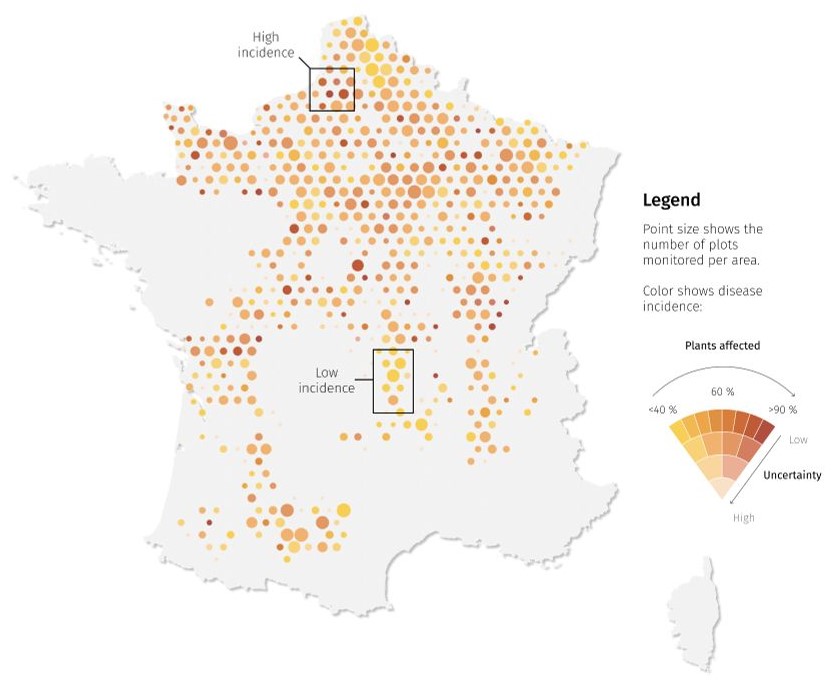 High
incidence
Low
incidence
Legend
Point size shows the
number of plots
monitored per area.
Color shows disease
incidence:
Plants affected
60 %
<40 %
>90 %
Low
Uncertainty
High